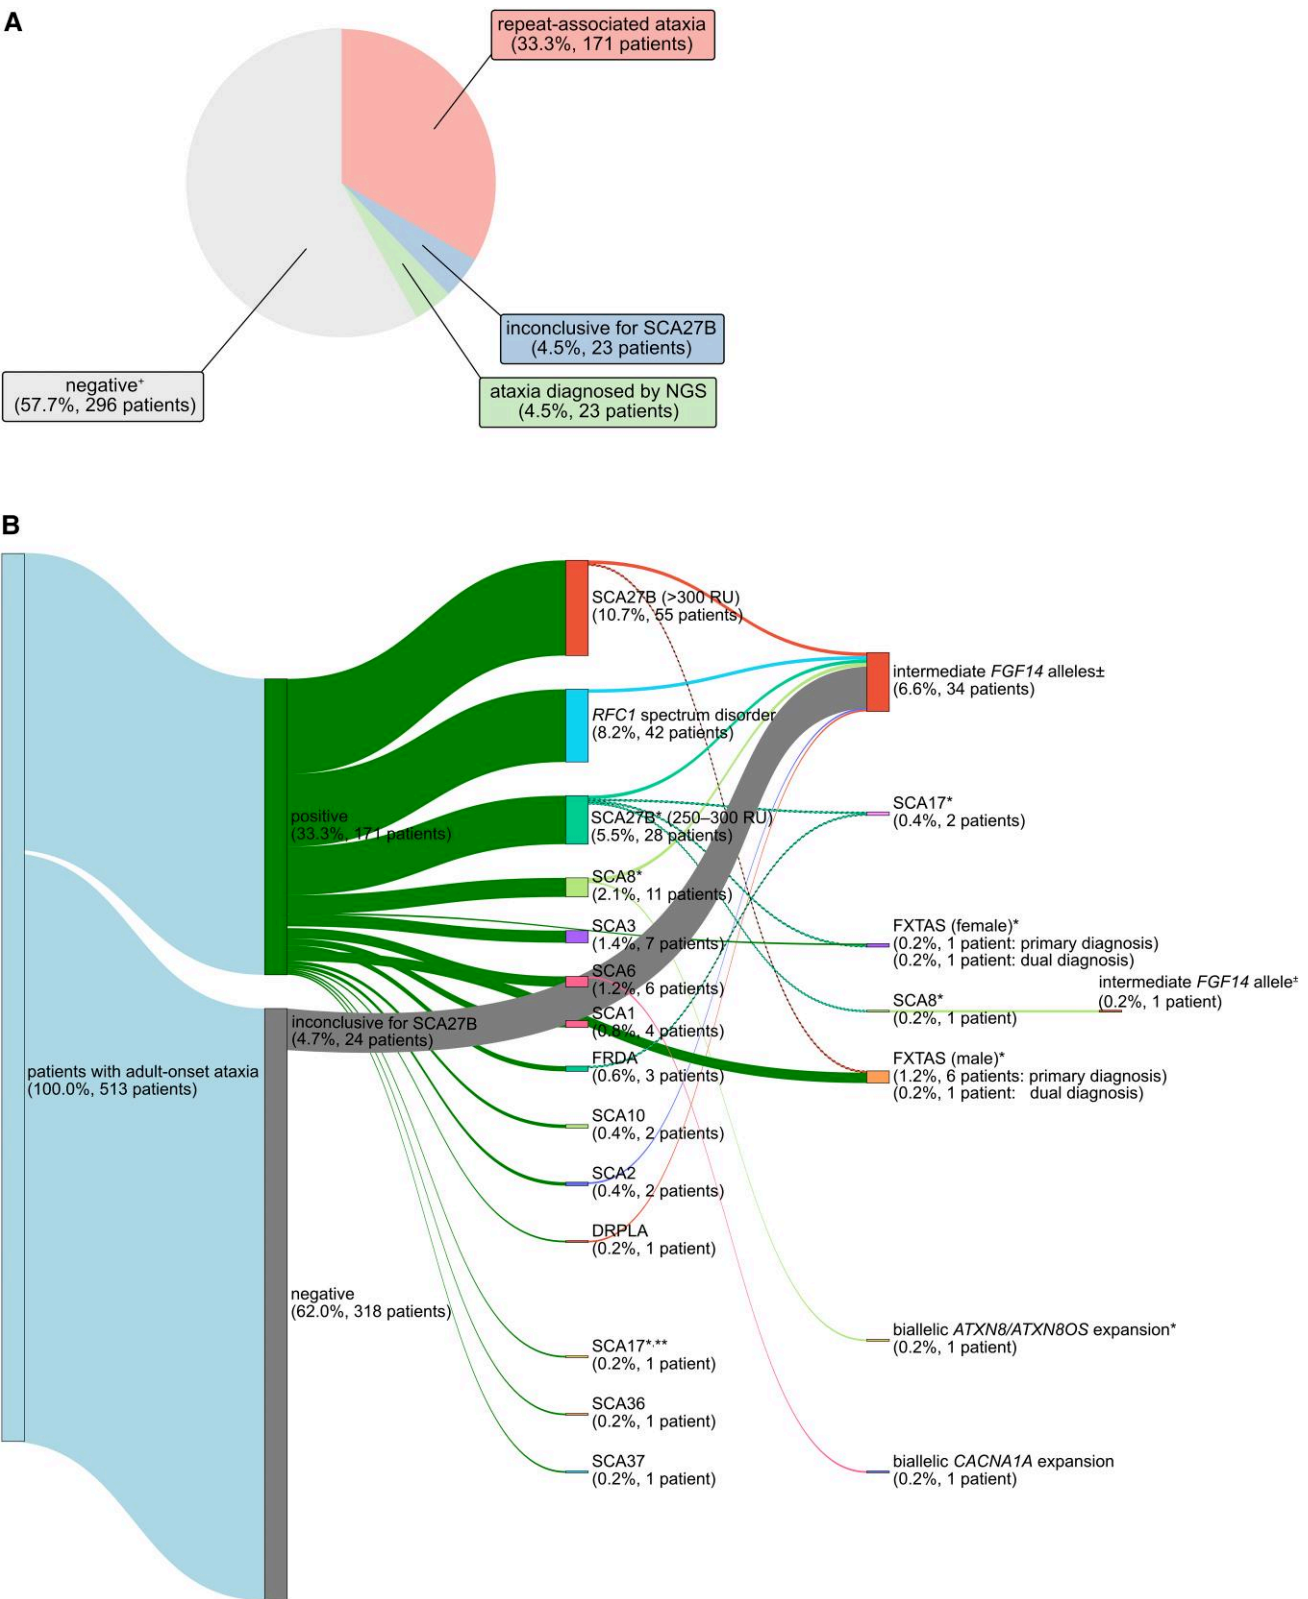 A
repeat-associated ataxia
(33.3%, 171 patients)
inconclusive for SCA27B
(4.5%, 23 patients)
negative⁺
(57.7%, 296 patients)
ataxia diagnosed by NGS
(4.5%, 23 patients)
B
patients with adult-onset ataxia
(100.0%, 513 patients)
positive
(33.3%, 171 patients)
inconclusive for SCA27B
(4.7%, 24 patients)
negative
(62.0%, 318 patients)
SCA27B (>300 RU)
(10.7%, 55 patients)
RFC1 spectrum disorder
(8.2%, 42 patients)
SCA27B* (250–300 RU)
(5.5%, 28 patients)
SCA8*
(2.1%, 11 patients)
SCA3
(1.4%, 7 patients)
SCA6
(1.2%, 6 patients)
SCA1
(0.8%, 4 patients)
FRDA
(0.6%, 3 patients)
SCA10
(0.4%, 2 patients)
SCA2
(0.4%, 2 patients)
DRPLA
(0.2%, 1 patient)
SCA17*,**
(0.2%, 1 patient)
SCA36
(0.2%, 1 patient)
SCA37
(0.2%, 1 patient)
intermediate FGF14 alleles±
(6.6%, 34 patients)
SCA17*
(0.4%, 2 patients)
FXTAS (female)*
(0.2%, 1 patient: primary diagnosis)
(0.2%, 1 patient: dual diagnosis)
SCA8*
(0.2%, 1 patient)
intermediate FGF14 allele±
(0.2%, 1 patient)
FXTAS (male)*
(1.2%, 6 patients: primary diagnosis)
(0.2%, 1 patient: dual diagnosis)
biallelic ATXN8/ATXN8OS expansion*
(0.2%, 1 patient)
biallelic CACNA1A expansion
(0.2%, 1 patient)